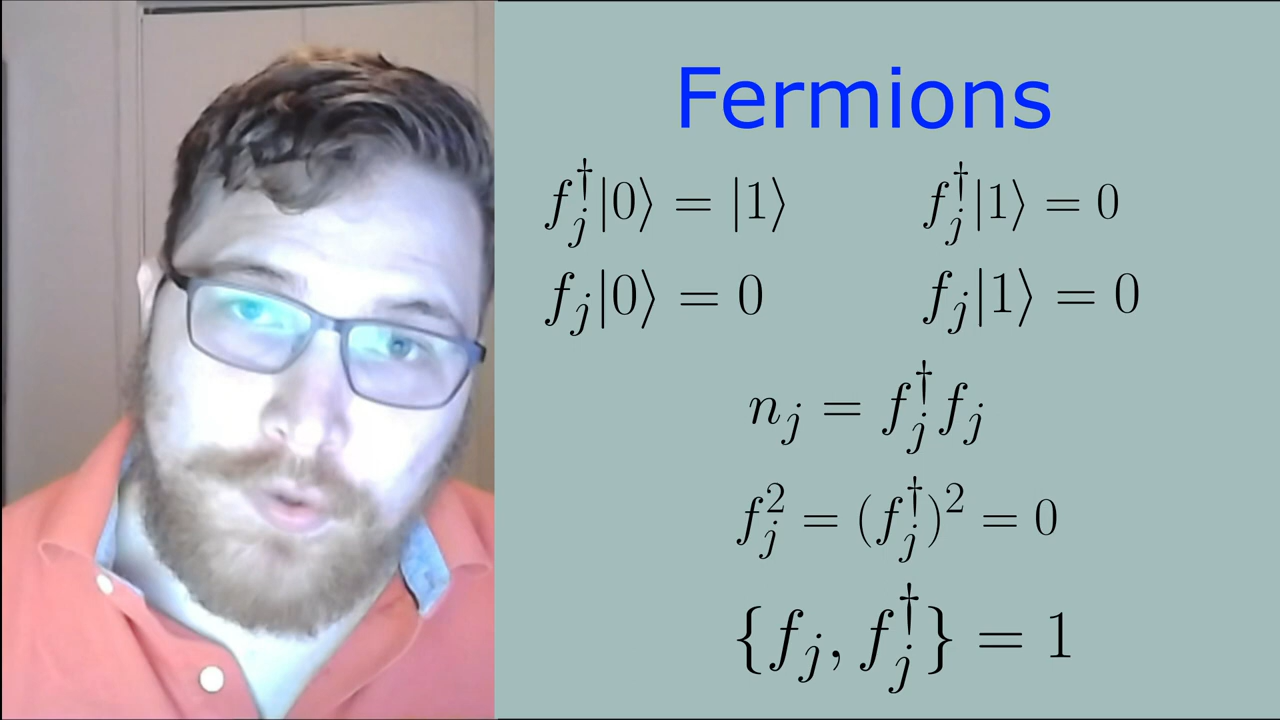 Fermions
f_j^†|0⟩ = |1⟩ f_j^†|1⟩ = 0
f_j|0⟩ = 0 f_j|1⟩ = 0
n_j = f_j^† f_j
f_j^2 = (f_j^†)^2 = 0
{f_j, f_j^†} = 1